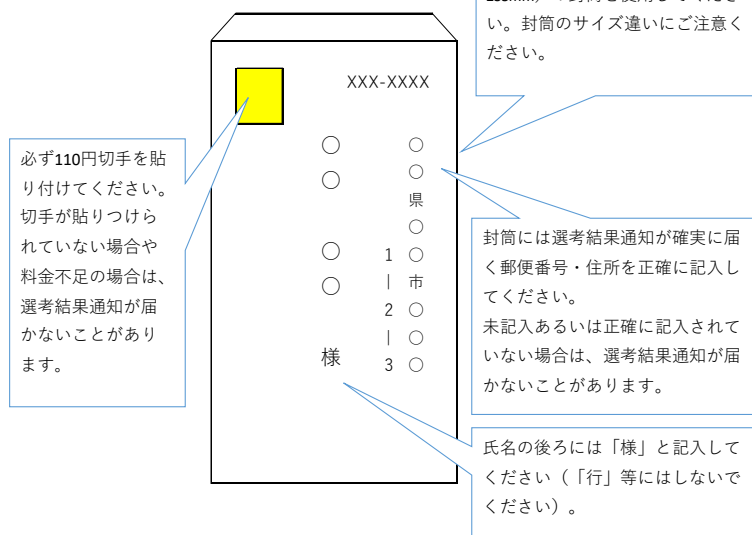 い。封筒のサイズ違いにご注意く
ださい。
XXX-XXXX
○○県○○市○○○
1|2|3
○○ ○○ 様
必ず110円切手を貼
り付けてください。
切手が貼りつけら
れていない場合や
料金不足の場合は、
選考結果通知が届
かないことがあり
ます。
封筒には選考結果通知が確実に届
く郵便番号・住所を正確に記入し
てください。
未記入あるいは正確に記入されて
いない場合は、選考結果通知が届
かないことがあります。
氏名の後ろには「様」と記入して
ください（「行」等にはしないで
ください）。